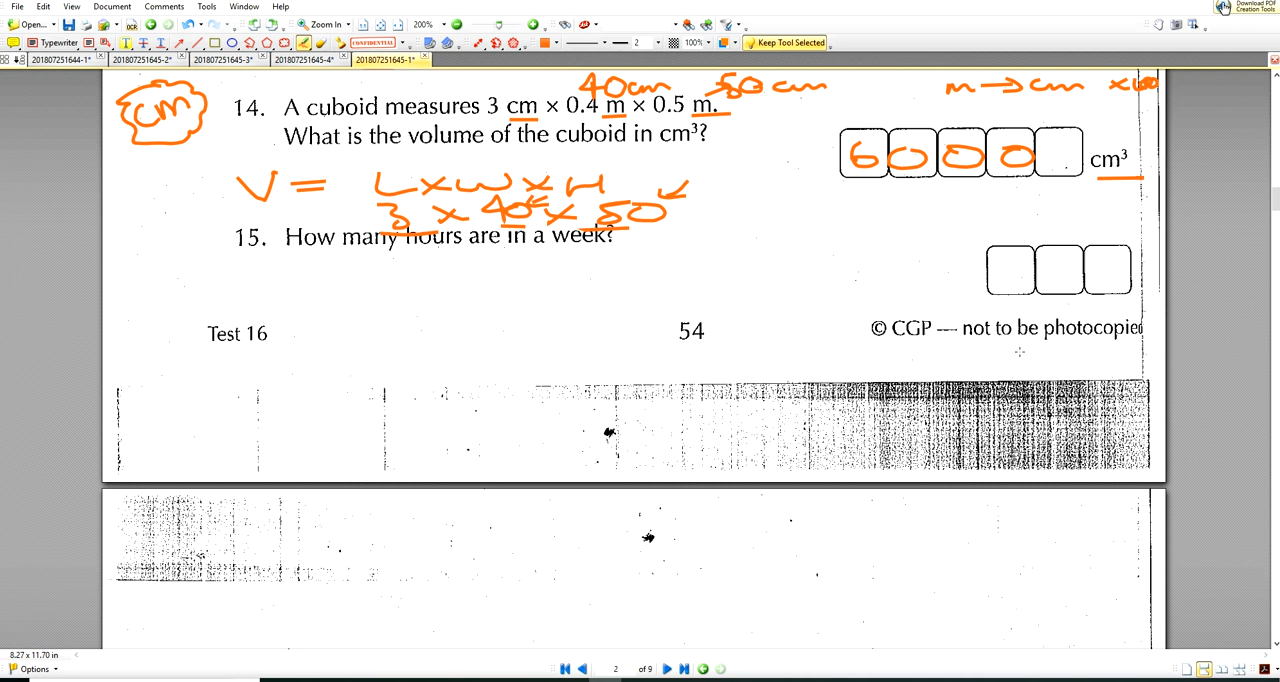 File Edit View Document Comments Tools Window Help
Download PDF Creation Tools
Open... OCR Zoom In 200%
Typewriter CONFIDENTIAL 2 100% Keep Tool Selected
201807251644-1* 201807251645-2* 201807251645-3* 201807251645-4* 201807251645-1*
40cm 50cm m → cm
cm
14. A cuboid measures 3 cm × 0.4 m × 0.5 m.
What is the volume of the cuboid in cm³?
6000 cm³
V = L×W×H
3 × 40 × 50
15. How many hours are in a week?
Test 16 54 © CGP — not to be photocopied
8.27 x 11.70 in
Options 2 of 9